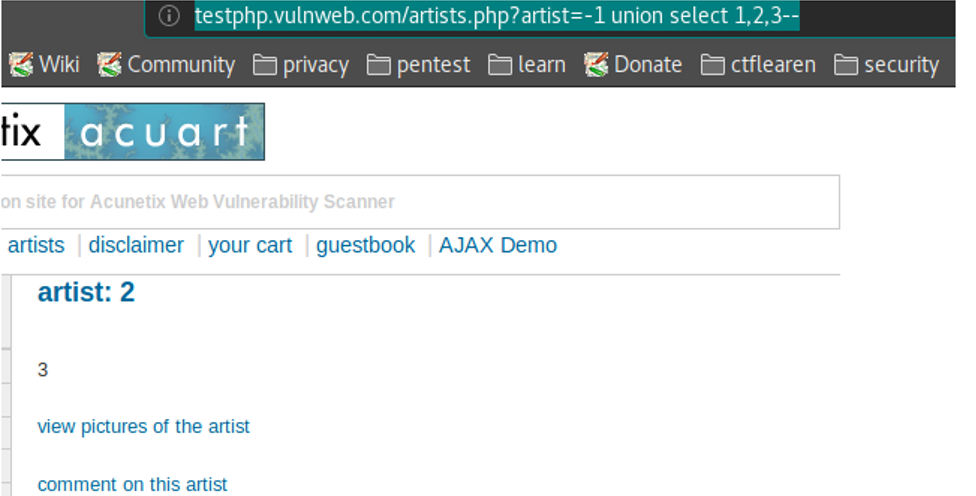 testphp.vulnweb.com/artists.php?artist=-1 union select 1,2,3--
Wiki Community privacy pentest learn Donate ctflearen security
tix acuart
on site for Acunetix Web Vulnerability Scanner
artists | disclaimer | your cart | guestbook | AJAX Demo
artist: 2
3
view pictures of the artist
comment on this artist